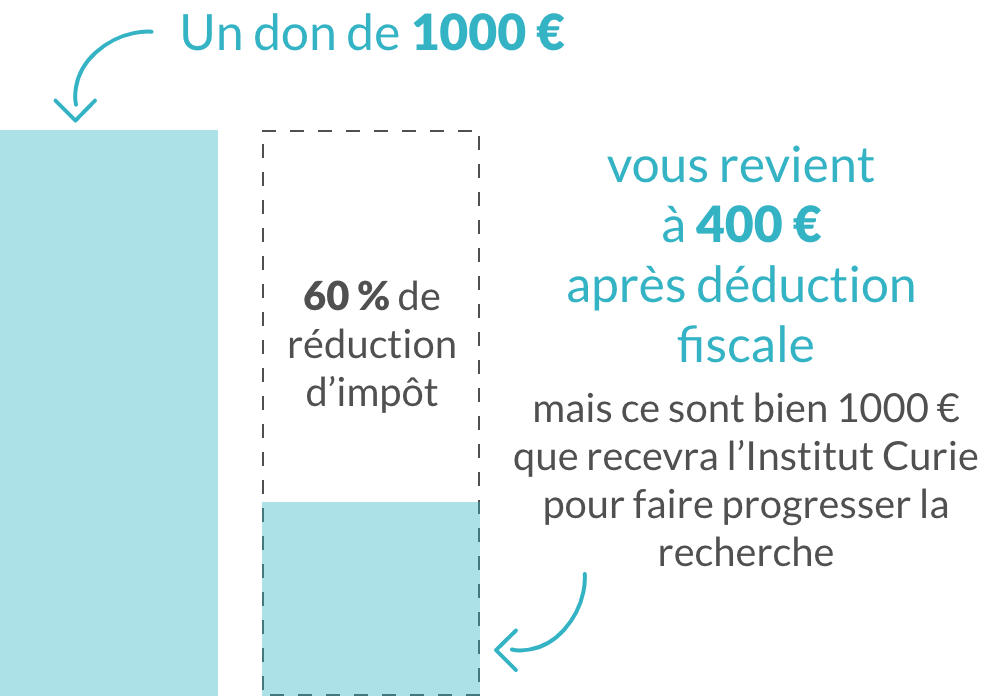 Un don de 1000 €
60 % de
réduction
d’impôt
vous revient
à 400 €
après déduction
fiscale
mais ce sont bien 1000 €
que recevra l’Institut Curie
pour faire progresser la
recherche